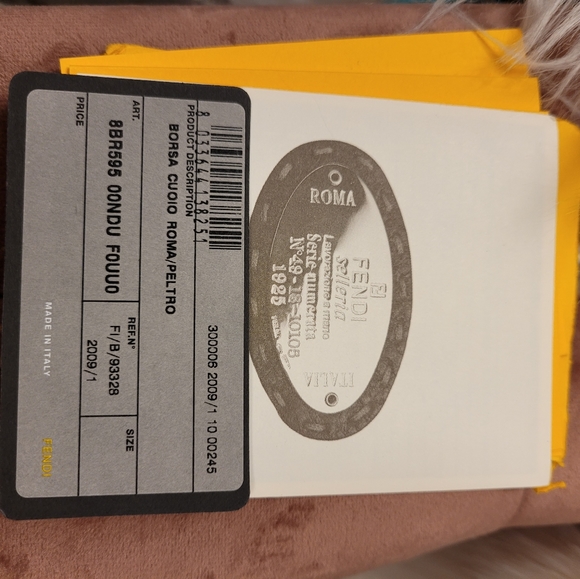 8 033644 138251
PRODUCT DESCRIPTION
BORSA CUOIO ROMA/PELTRO
300006 2009/1 10 00245
ART.
8BR595 00NDU F0UU0
REF.N°
FI/B/93328
SIZE
PRICE
2009/1
MADE IN ITALY
FENDI
ROMA
FENDI
selleria
Lavorazione a mano
Serie numerata
N°49-18-10108
1925
ITALIA